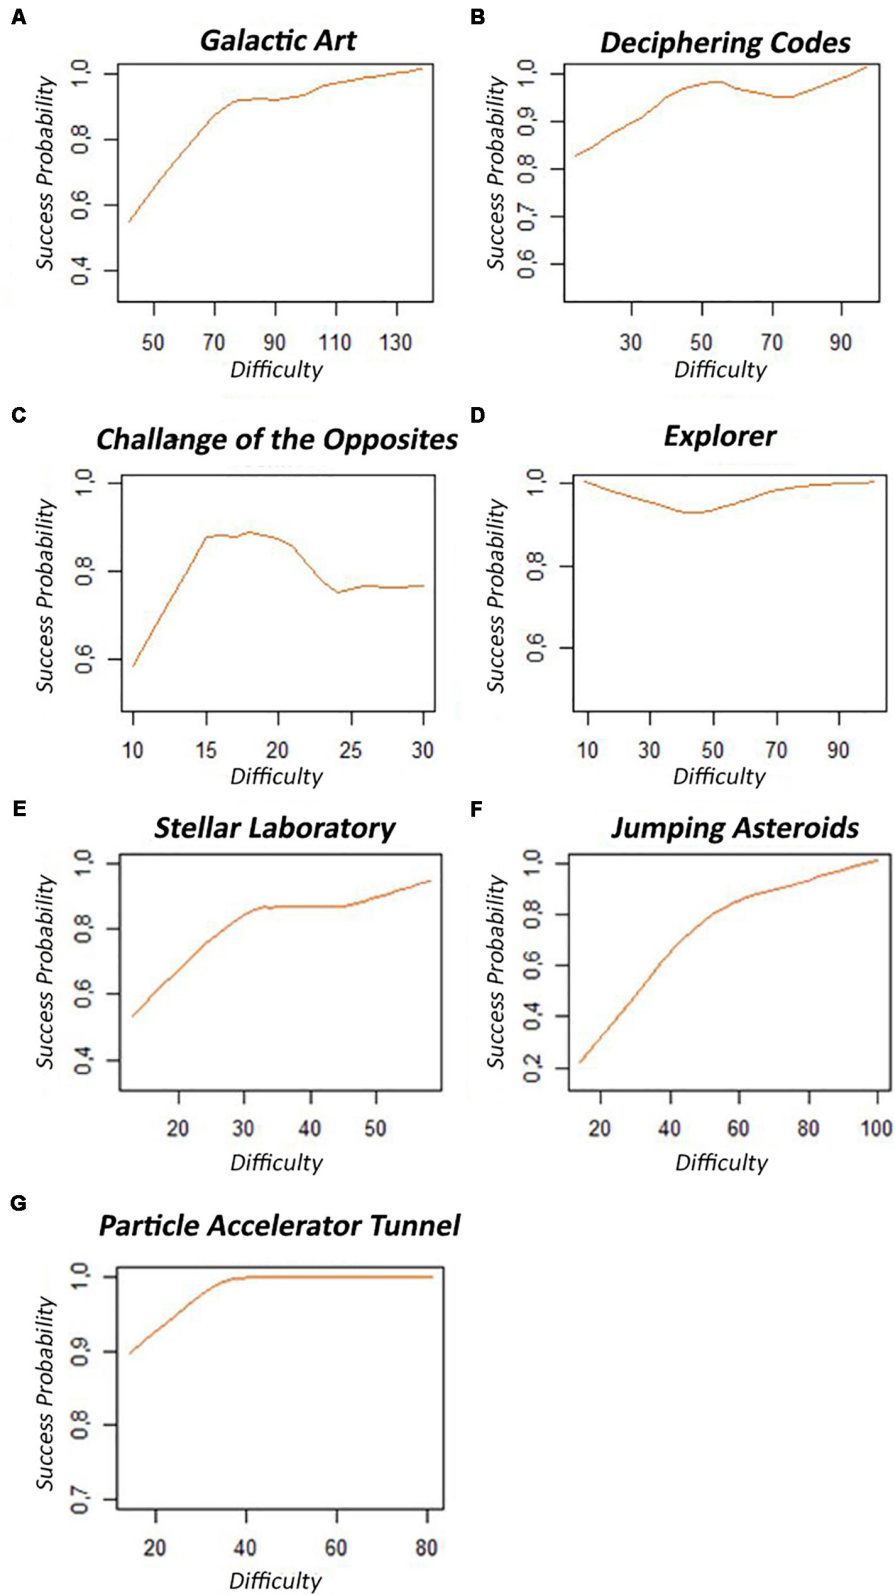 A
Galactic Art
Success Probability
1,0
0,8
0,6
0,4
50 70 90 110 130
Difficulty
B
Deciphering Codes
Success Probability
1,0
0,9
0,8
0,7
0,6
30 50 70 90
Difficulty
C
Challange of the Opposites
Success Probability
1,0
0,8
0,6
10 15 20 25 30
Difficulty
D
Explorer
Success Probability
1,0
0,8
0,6
10 30 50 70 90
Difficulty
E
Stellar Laboratory
Success Probability
1,0
0,8
0,6
0,4
20 30 40 50
Difficulty
F
Jumping Asteroids
Success Probability
1,0
0,8
0,6
0,4
0,2
20 40 60 80 100
Difficulty
G
Particle Accelerator Tunnel
Success Probability
1,0
0,9
0,8
0,7
20 40 60 80
Difficulty